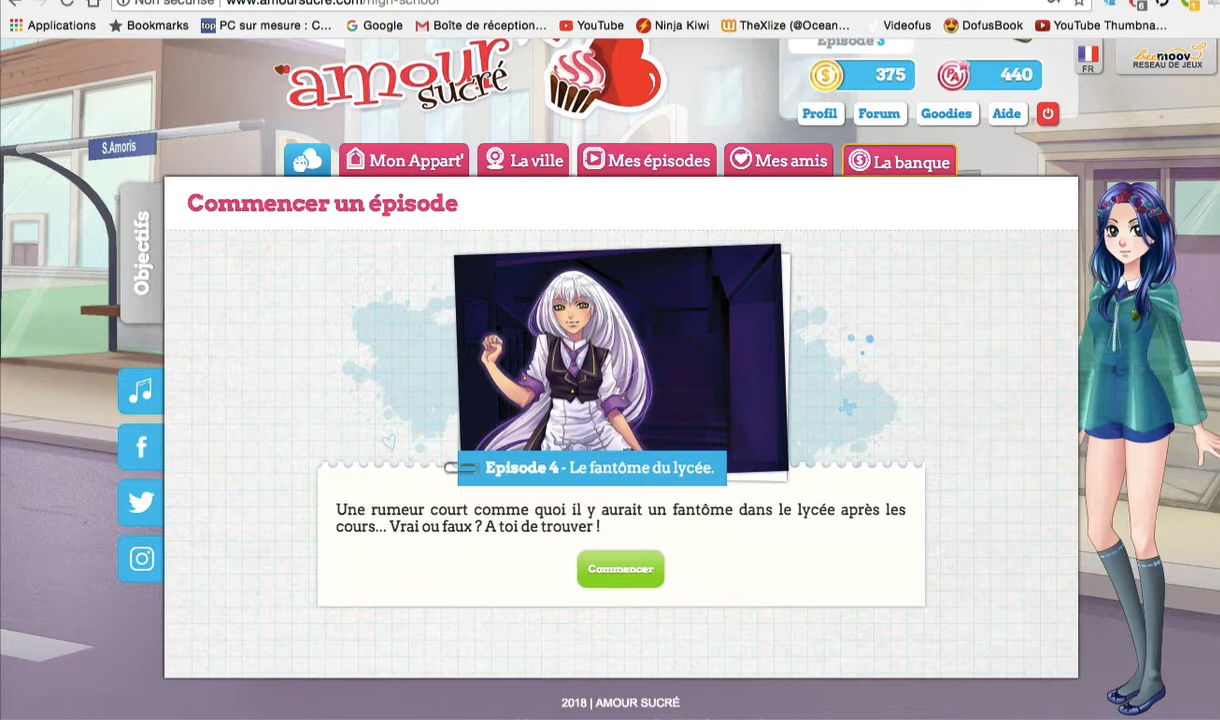 Non sécurisé | www.amoursucre.com/high-school
Applications Bookmarks PC sur mesure : C... Google Boîte de réception... YouTube Ninja Kiwi TheXlize (@Ocean... Videofus DofusBook YouTube Thumbna...
top
amour
sucré
Episode 3
375 PA 440
FR
beemoov
RESEAU DE JEUX
Profil Forum Goodies Aide
S.Amoris
Mon Appart' La ville Mes épisodes Mes amis La banque
Commencer un épisode
Objectifs
Episode 4 - Le fantôme du lycée.
Une rumeur court comme quoi il y aurait un fantôme dans le lycée après les
cours... Vrai ou faux ? A toi de trouver !
Commencer
2018 | AMOUR SUCRÉ